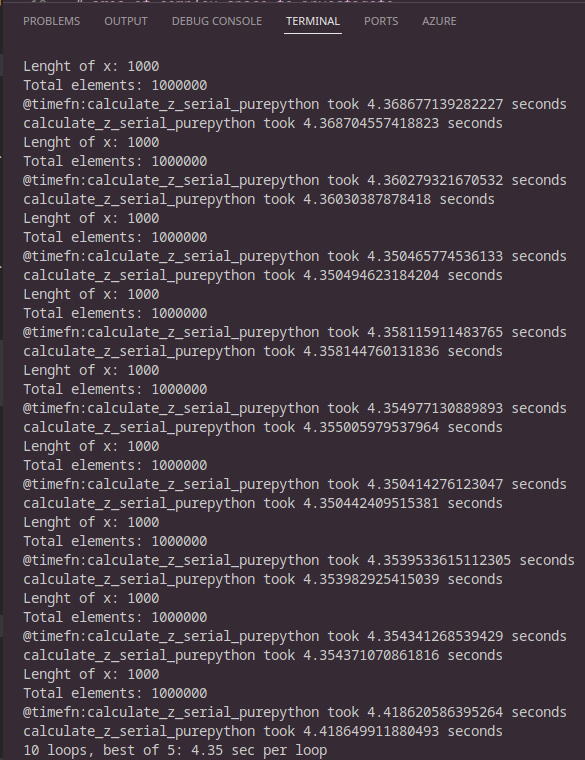 PROBLEMS OUTPUT DEBUG CONSOLE TERMINAL PORTS AZURE
Lenght of x: 1000
Total elements: 1000000
@timefn:calculate_z_serial_purepython took 4.368677139282227 seconds
calculate_z_serial_purepython took 4.368704557418823 seconds
Lenght of x: 1000
Total elements: 1000000
@timefn:calculate_z_serial_purepython took 4.360279321670532 seconds
calculate_z_serial_purepython took 4.36030387878418 seconds
Lenght of x: 1000
Total elements: 1000000
@timefn:calculate_z_serial_purepython took 4.350465774536133 seconds
calculate_z_serial_purepython took 4.350494623184204 seconds
Lenght of x: 1000
Total elements: 1000000
@timefn:calculate_z_serial_purepython took 4.358115911483765 seconds
calculate_z_serial_purepython took 4.358144760131836 seconds
Lenght of x: 1000
Total elements: 1000000
@timefn:calculate_z_serial_purepython took 4.354977130889893 seconds
calculate_z_serial_purepython took 4.355005979537964 seconds
Lenght of x: 1000
Total elements: 1000000
@timefn:calculate_z_serial_purepython took 4.350414276123047 seconds
calculate_z_serial_purepython took 4.350442409515381 seconds
Lenght of x: 1000
Total elements: 1000000
@timefn:calculate_z_serial_purepython took 4.3539533615112305 seconds
calculate_z_serial_purepython took 4.353982925415039 seconds
Lenght of x: 1000
Total elements: 1000000
@timefn:calculate_z_serial_purepython took 4.354341268539429 seconds
calculate_z_serial_purepython took 4.354371070861816 seconds
Lenght of x: 1000
Total elements: 1000000
@timefn:calculate_z_serial_purepython took 4.418620586395264 seconds
calculate_z_serial_purepython took 4.418649911880493 seconds
10 loops, best of 5: 4.35 sec per loop